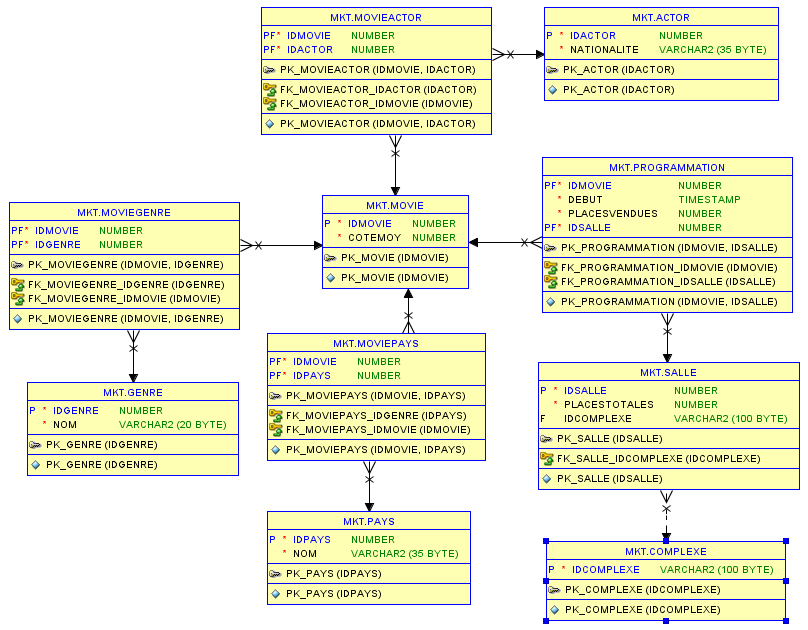 MKT.MOVIEACTOR
PF* IDMOVIE NUMBER
PF* IDACTOR NUMBER
PK_MOVIEACTOR (IDMOVIE, IDACTOR)
FK_MOVIEACTOR_IDACTOR (IDACTOR)
FK_MOVIEACTOR_IDMOVIE (IDMOVIE)
PK_MOVIEACTOR (IDMOVIE, IDACTOR)
MKT.ACTOR
P * IDACTOR NUMBER
* NATIONALITE VARCHAR2 (35 BYTE)
PK_ACTOR (IDACTOR)
PK_ACTOR (IDACTOR)
MKT.MOVIEGENRE
PF* IDMOVIE NUMBER
PF* IDGENRE NUMBER
PK_MOVIEGENRE (IDMOVIE, IDGENRE)
FK_MOVIEGENRE_IDGENRE (IDGENRE)
FK_MOVIEGENRE_IDMOVIE (IDMOVIE)
PK_MOVIEGENRE (IDMOVIE, IDGENRE)
MKT.MOVIE
P * IDMOVIE NUMBER
* COTEMOY NUMBER
PK_MOVIE (IDMOVIE)
PK_MOVIE (IDMOVIE)
MKT.PROGRAMMATION
PF* IDMOVIE NUMBER
* DEBUT TIMESTAMP
* PLACESVENDUES NUMBER
PF* IDSALLE NUMBER
PK_PROGRAMMATION (IDMOVIE, IDSALLE)
FK_PROGRAMMATION_IDMOVIE (IDMOVIE)
FK_PROGRAMMATION_IDSALLE (IDSALLE)
PK_PROGRAMMATION (IDMOVIE, IDSALLE)
MKT.GENRE
P * IDGENRE NUMBER
* NOM VARCHAR2 (20 BYTE)
PK_GENRE (IDGENRE)
PK_GENRE (IDGENRE)
MKT.MOVIEPAYS
PF* IDMOVIE NUMBER
PF* IDPAYS NUMBER
PK_MOVIEPAYS (IDMOVIE, IDPAYS)
FK_MOVIEPAYS_IDGENRE (IDPAYS)
FK_MOVIEPAYS_IDMOVIE (IDMOVIE)
PK_MOVIEPAYS (IDMOVIE, IDPAYS)
MKT.SALLE
P * IDSALLE NUMBER
* PLACESTOTALES NUMBER
F IDCOMPLEXE VARCHAR2 (100 BYTE)
PK_SALLE (IDSALLE)
FK_SALLE_IDCOMPLEXE (IDCOMPLEXE)
PK_SALLE (IDSALLE)
MKT.PAYS
P * IDPAYS NUMBER
* NOM VARCHAR2 (35 BYTE)
PK_PAYS (IDPAYS)
PK_PAYS (IDPAYS)
MKT.COMPLEXE
P * IDCOMPLEXE VARCHAR2 (100 BYTE)
PK_COMPLEXE (IDCOMPLEXE)
PK_COMPLEXE (IDCOMPLEXE)